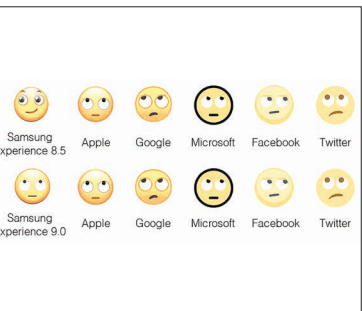 Samsung
xperience 8.5
Apple
Google
Microsoft
Facebook
Twitter
Samsung
xperience 9.0
Apple
Google
Microsoft
Facebook
Twitter